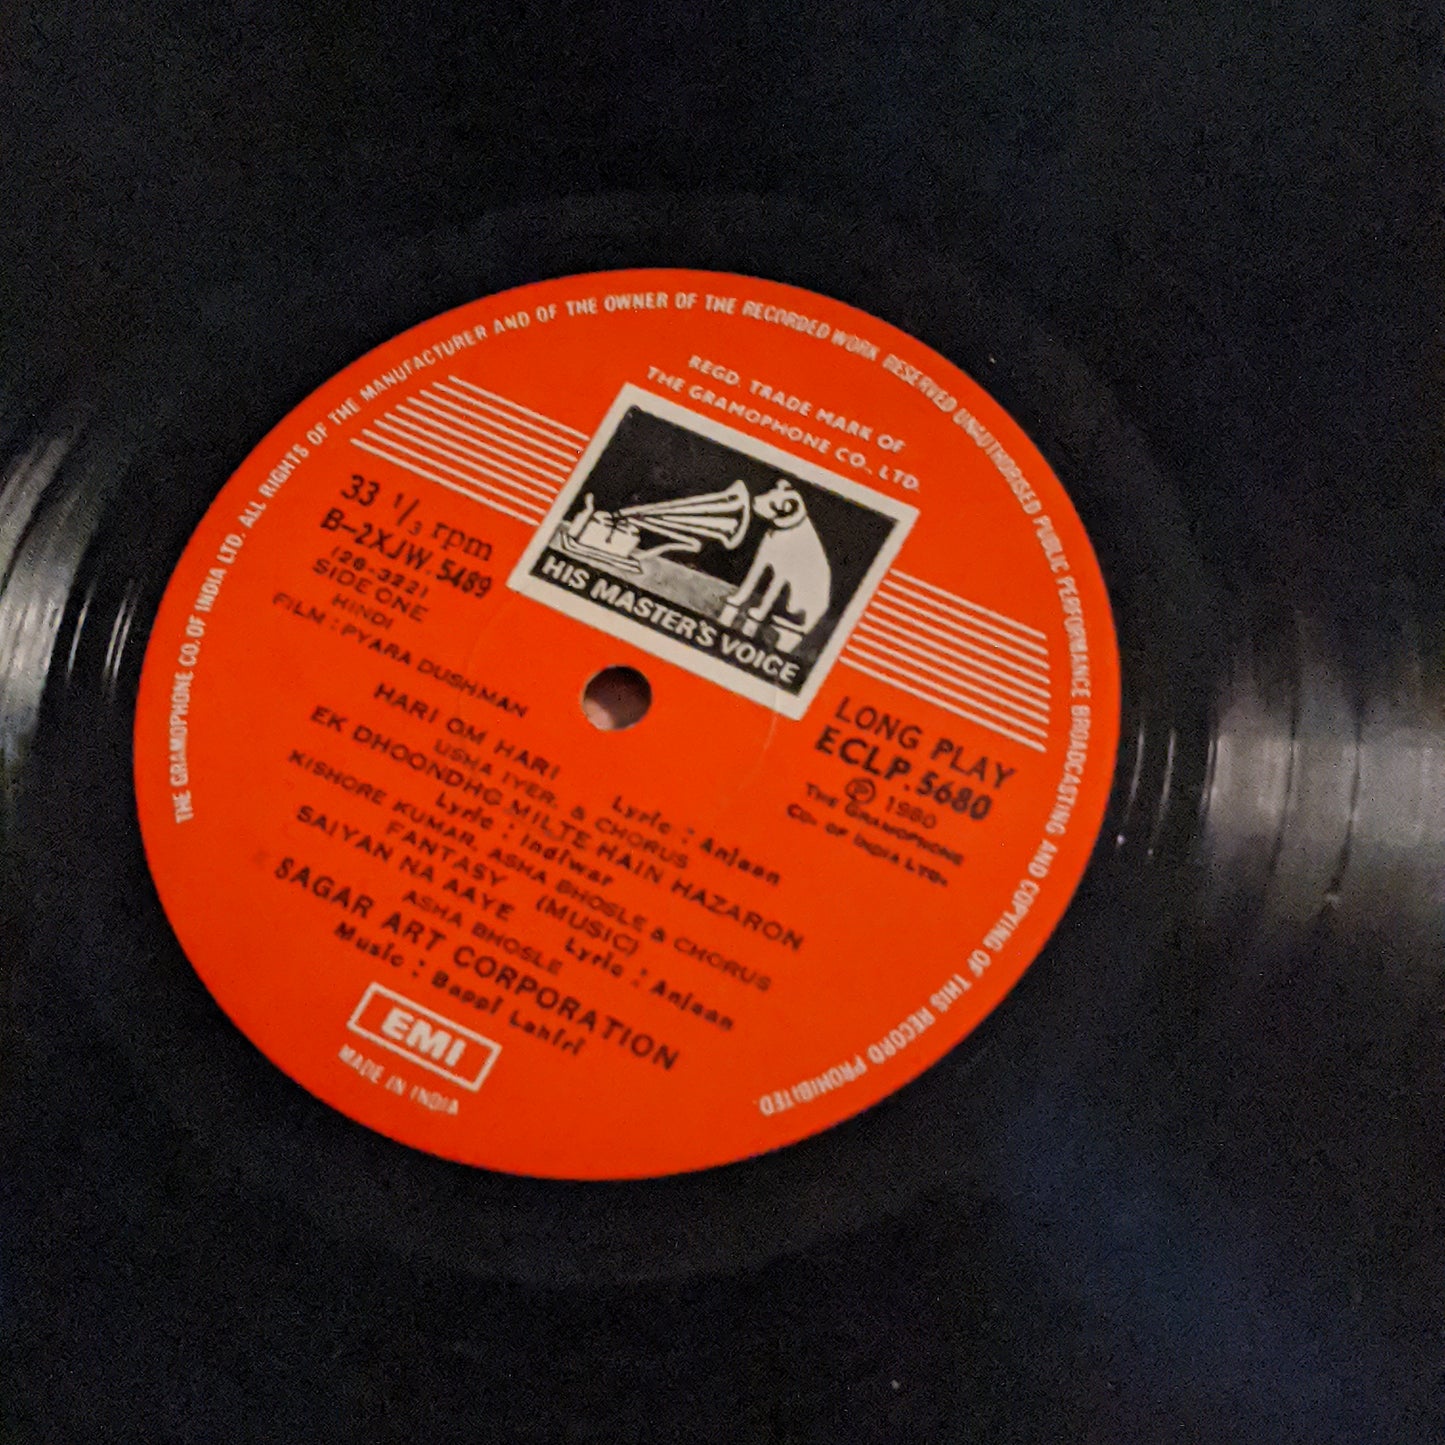 THE GRAMOPHONE CO. OF INDIA LTD. ALL RIGHTS OF THE MANUFACTURER AND OF THE OWNER OF THE RECORDED WORK RESERVED UNAUTHORISED PUBLIC PERFORMANCE BROADCASTING AND COPYING OF THIS RECORD PROHIBITED.
REGD. TRADE MARK OF
THE GRAMOPHONE CO., LTD.
HIS MASTER'S VOICE
33 1/3 rpm
B-2XJW. 5489
(26-322)
SIDE ONE
HINDI
FILM : PYARA DUSHMAN
LONG PLAY
ECLP. 5680
℗ 1980
THE GRAMOPHONE
CO. OF INDIA LTD.
HARI OM HARI Lyric : Anjaan
USHA IYER, & CHORUS
EK DHOONDHO MILTE HAIN HAZARON
Lyric : Indiwar
KISHORE KUMAR, ASHA BHOSLE & CHORUS
FANTASY (MUSIC)
SAIYAN NA AAYE Lyric : Anjaan
ASHA BHOSLE
SAGAR ART CORPORATION
Music : Bappi Lahiri
EMI
MADE IN INDIA